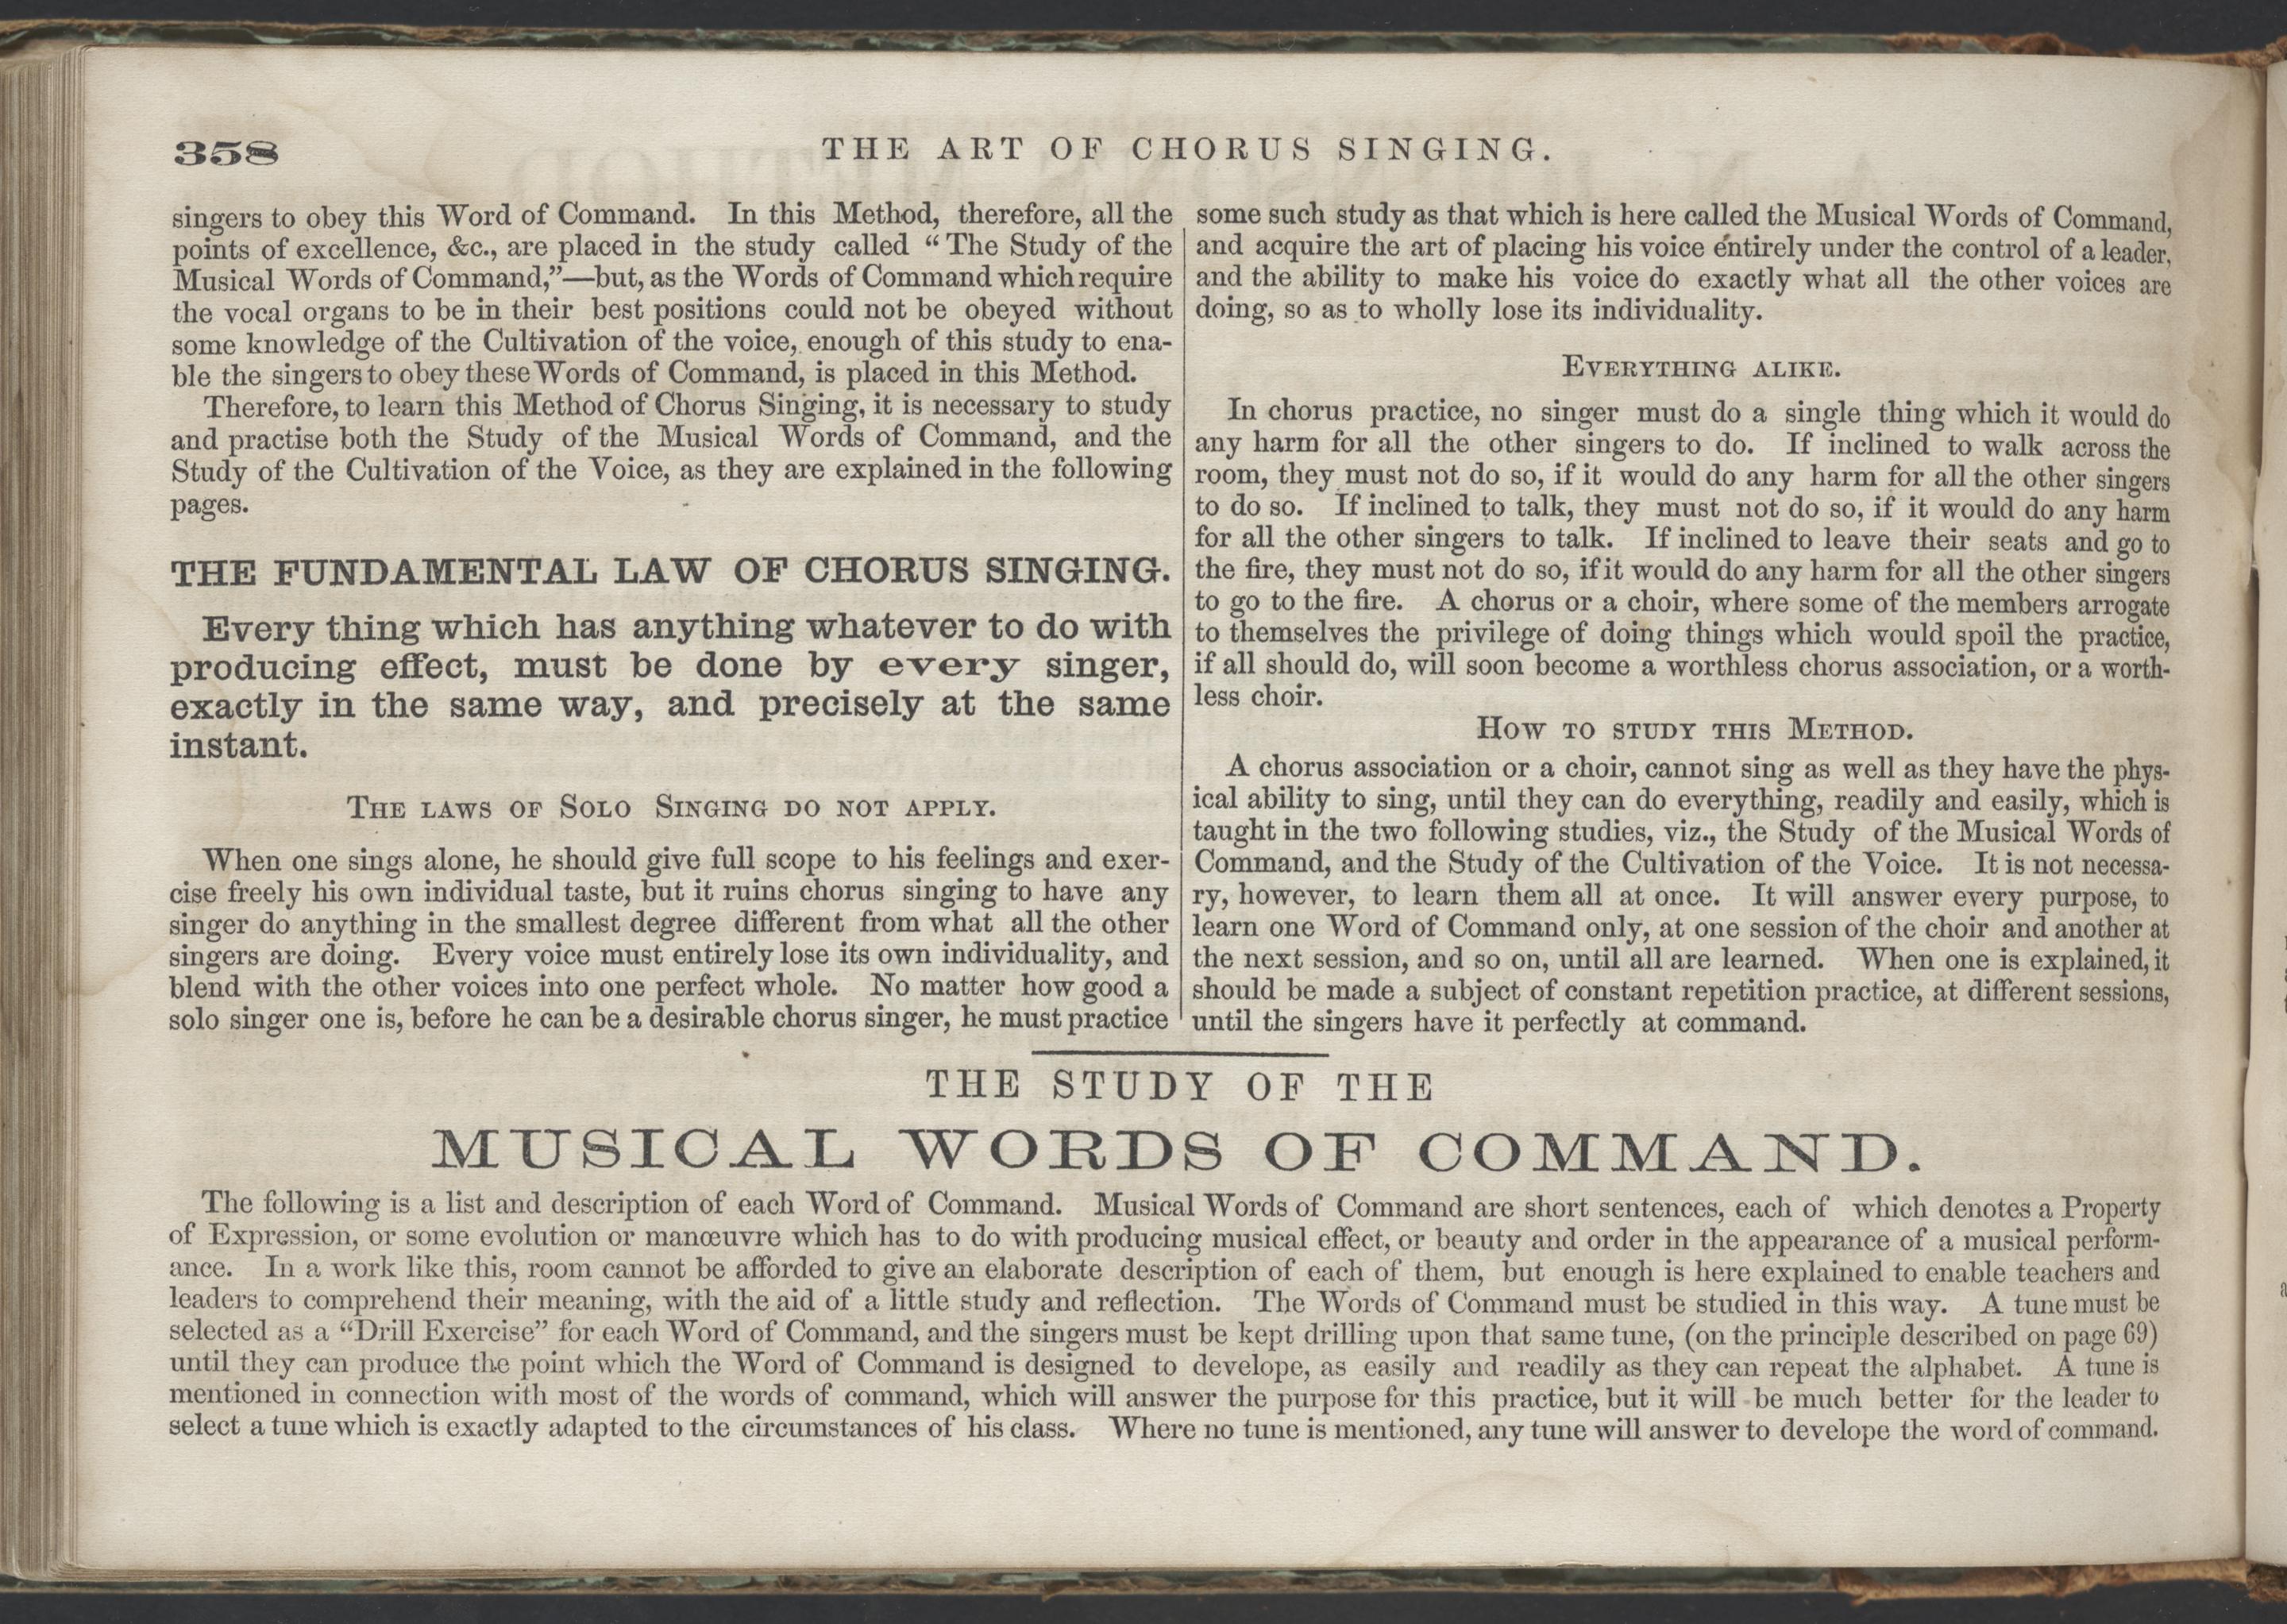 358
THE ART OF CHORUS SINGING.
singers to obey this Word of Command. In this Method, therefore, all the
points of excellence, &c., are placed in the study called “The Study of the
Musical Words of Command,”—but, as the Words of Command which require
the vocal organs to be in their best positions could not be obeyed without
some knowledge of the Cultivation of the voice, enough of this study to ena-
ble the singers to obey these Words of Command, is placed in this Method.
Therefore, to learn this Method of Chorus Singing, it is necessary to study
and practise both the Study of the Musical Words of Command, and the
Study of the Cultivation of the Voice, as they are explained in the following
pages.
THE FUNDAMENTAL LAW OF CHORUS SINGING.
Every thing which has anything whatever to do with
producing effect, must be done by every singer,
exactly in the same way, and precisely at the same
instant.
THE LAWS OF SOLO SINGING DO NOT APPLY.
When one sings alone, he should give full scope to his feelings and exer-
cise freely his own individual taste, but it ruins chorus singing to have any
singer do anything in the smallest degree different from what all the other
singers are doing. Every voice must entirely lose its own individuality, and
blend with the other voices into one perfect whole. No matter how good a
solo singer one is, before he can be a desirable chorus singer, he must practice
some such study as that which is here called the Musical Words of Command,
and acquire the art of placing his voice entirely under the control of a leader,
and the ability to make his voice do exactly what all the other voices are
doing, so as to wholly lose its individuality.
EVERYTHING ALIKE.
In chorus practice, no singer must do a single thing which it would do
any harm for all the other singers to do. If inclined to walk across the
room, they must not do so, if it would do any harm for all the other singers
to do so. If inclined to talk, they must not do so, if it would do any harm
for all the other singers to talk. If inclined to leave their seats and go to
the fire, they must not do so, if it would do any harm for all the other singers
to go to the fire. A chorus or a choir, where some of the members arrogate
to themselves the privilege of doing things which would spoil the practice,
if all should do, will soon become a worthless chorus association, or a worth-
less choir.
HOW TO STUDY THIS METHOD.
A chorus association or a choir, cannot sing as well as they have the phys-
ical ability to sing, until they can do everything, readily and easily, which is
taught in the two following studies, viz., the Study of the Musical Words of
Command, and the Study of the Cultivation of the Voice. It is not necessa-
ry, however, to learn them all at once. It will answer every purpose, to
learn one Word of Command only, at one session of the choir and another at
the next session, and so on, until all are learned. When one is explained, it
should be made a subject of constant repetition practice, at different sessions,
until the singers have it perfectly at command.
THE STUDY OF THE
MUSICAL WORDS OF COMMAND.
The following is a list and description of each Word of Command. Musical Words of Command are short sentences, each of which denotes a Property
of Expression, or some evolution or manœuvre which has to do with producing musical effect, or beauty and order in the appearance of a musical perform-
ance. In a work like this, room cannot be afforded to give an elaborate description of each of them, but enough is here explained to enable teachers and
leaders to comprehend their meaning, with the aid of a little study and reflection. The Words of Command must be studied in this way. A tune must be
selected as a “Drill Exercise” for each Word of Command, and the singers must be kept drilling upon that same tune, (on the principle described on page 69)
until they can produce the point which the Word of Command is designed to develope, as easily and readily as they can repeat the alphabet. A tune is
mentioned in connection with most of the words of command, which will answer the purpose for this practice, but it will be much better for the leader to
select a tune which is exactly adapted to the circumstances of his class. Where no tune is mentioned, any tune will answer to develope the word of command.